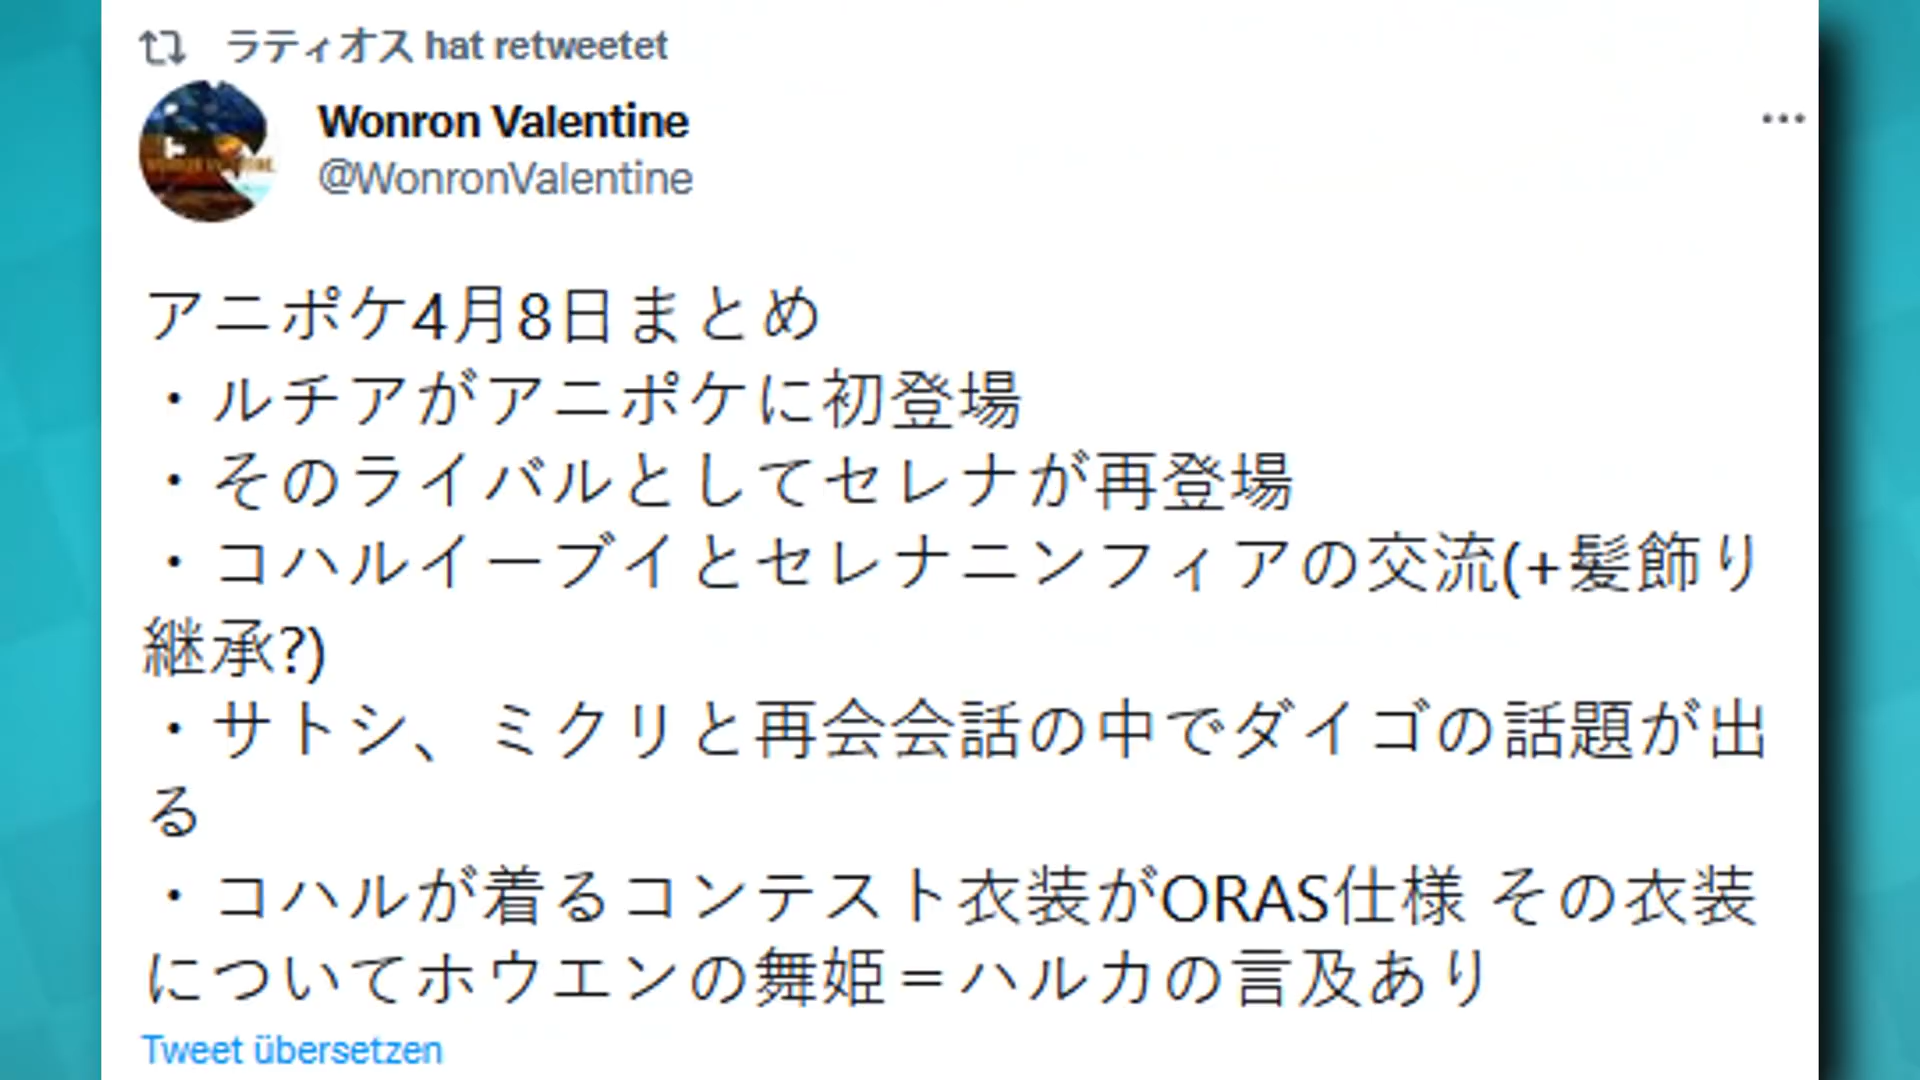 ラティオス hat retweetet
Wonron Valentine
@WonronValentine
アニポケ4月8日まとめ
・ルチアがアニポケに初登場
・そのライバルとしてセレナが再登場
・コハルイーブイとセレナニンフィアの交流(+髪飾り
継承?)
・サトシ、ミクリと再会会話の中でダイゴの話題が出
る
・コハルが着るコンテスト衣装がORAS仕様 その衣装
についてホウエンの舞姫＝ハルカの言及あり
Tweet übersetzen